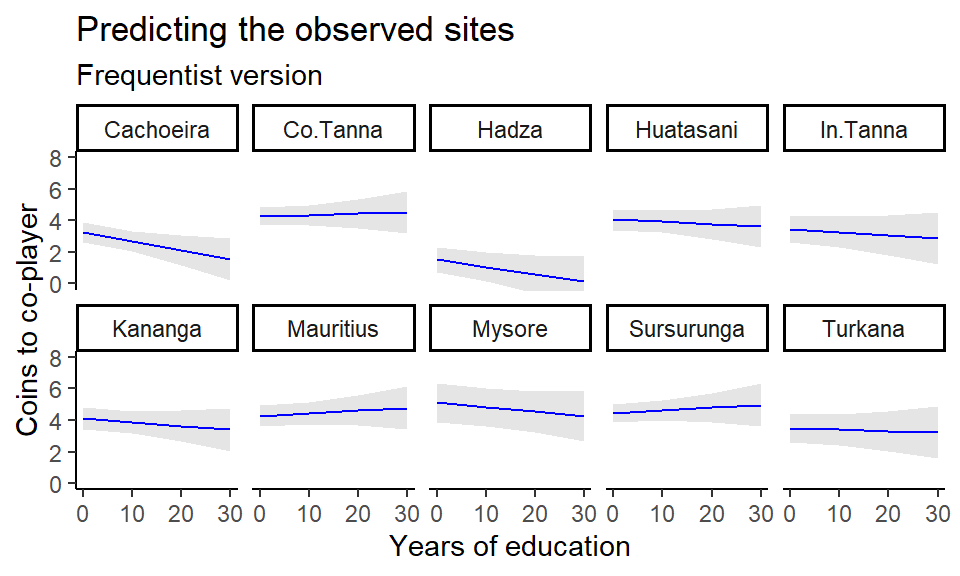 Predicting the observed sites
Frequentist version
Cachoeira Co.Tanna Hadza Huatasani In.Tanna
8
6
4
2
0
Kananga Mauritius Mysore Sursurunga Turkana
8
6
4
2
0
0 10 20 30 0 10 20 30 0 10 20 30 0 10 20 30 0 10 20 30
Coins to co-player
Years of education